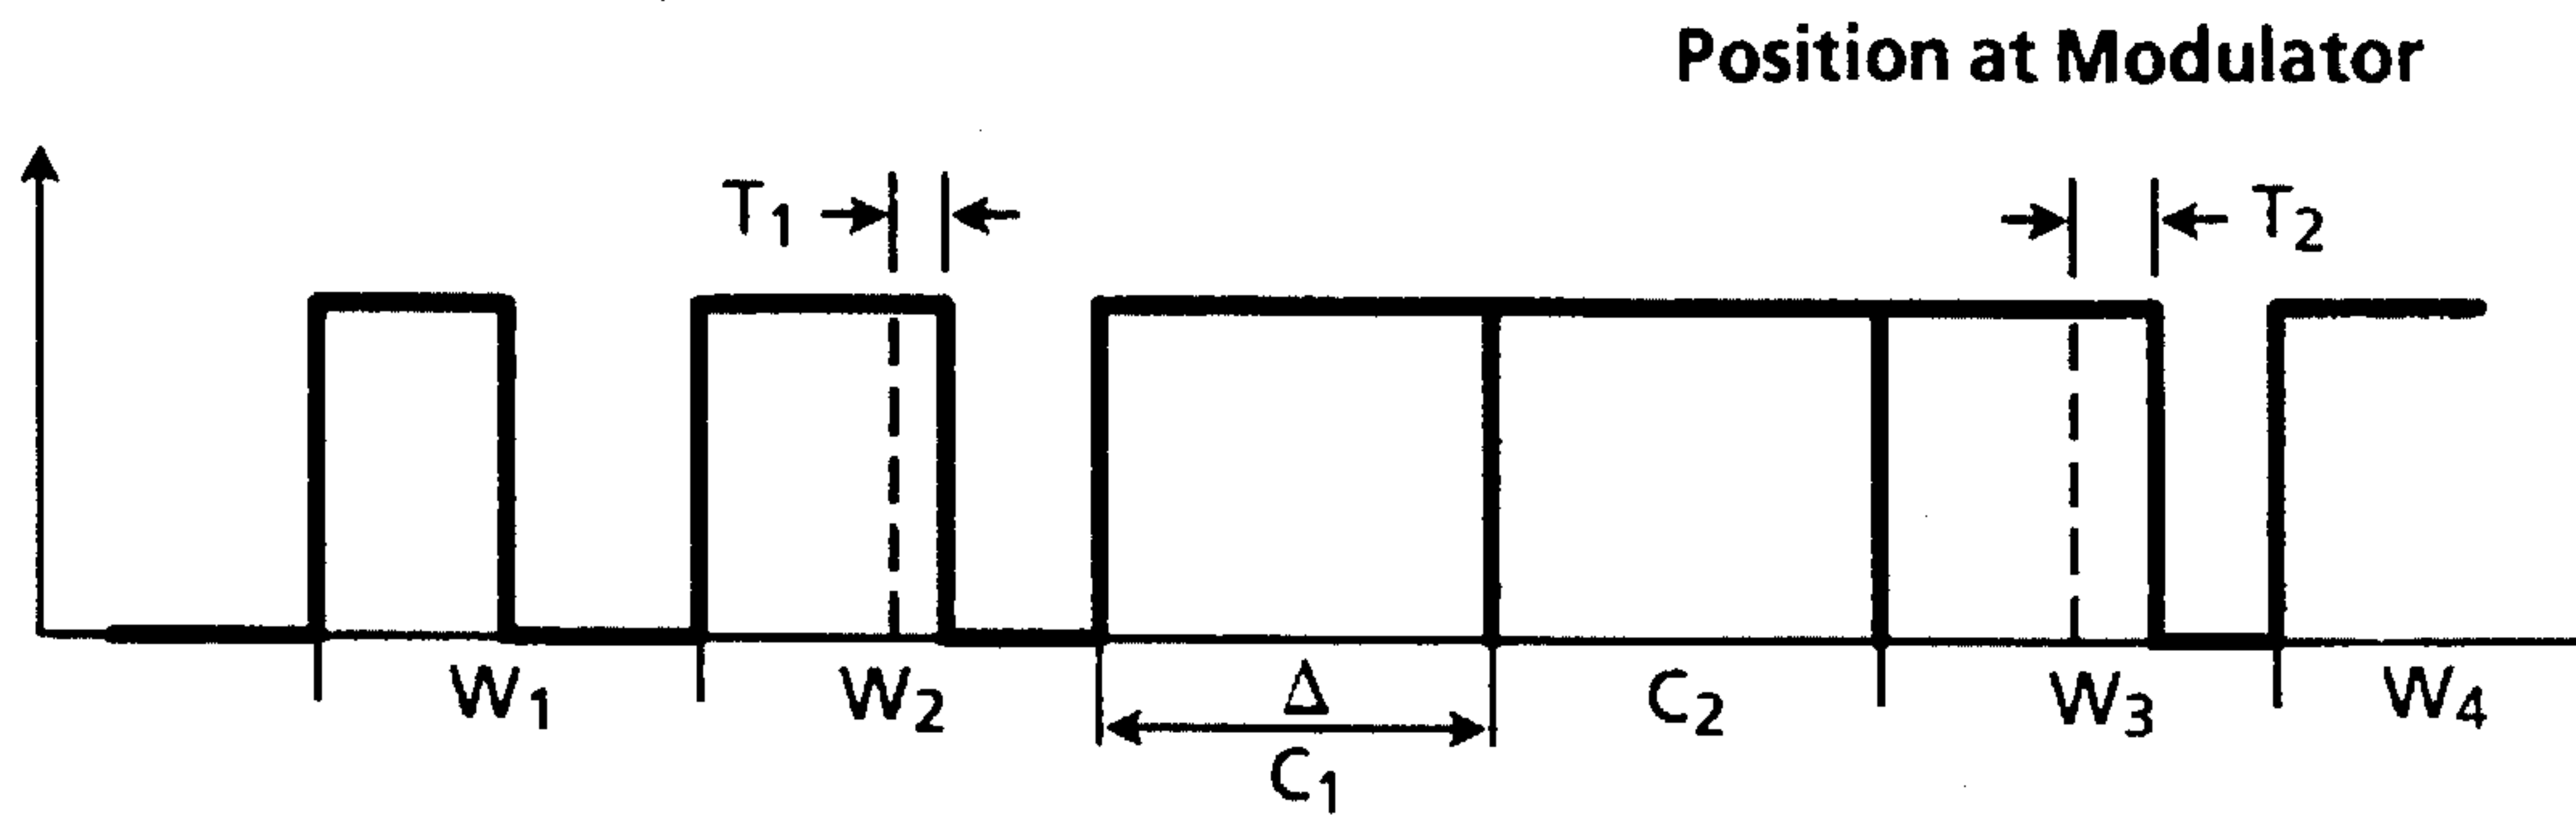 Position at Modulator
T1 T2
W1 W2 Δ C2 W3 W4
C1